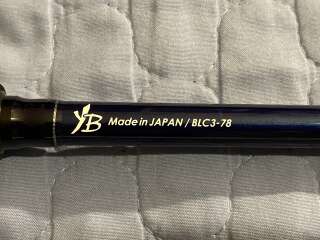 YB Made in JAPAN / BLC3-78